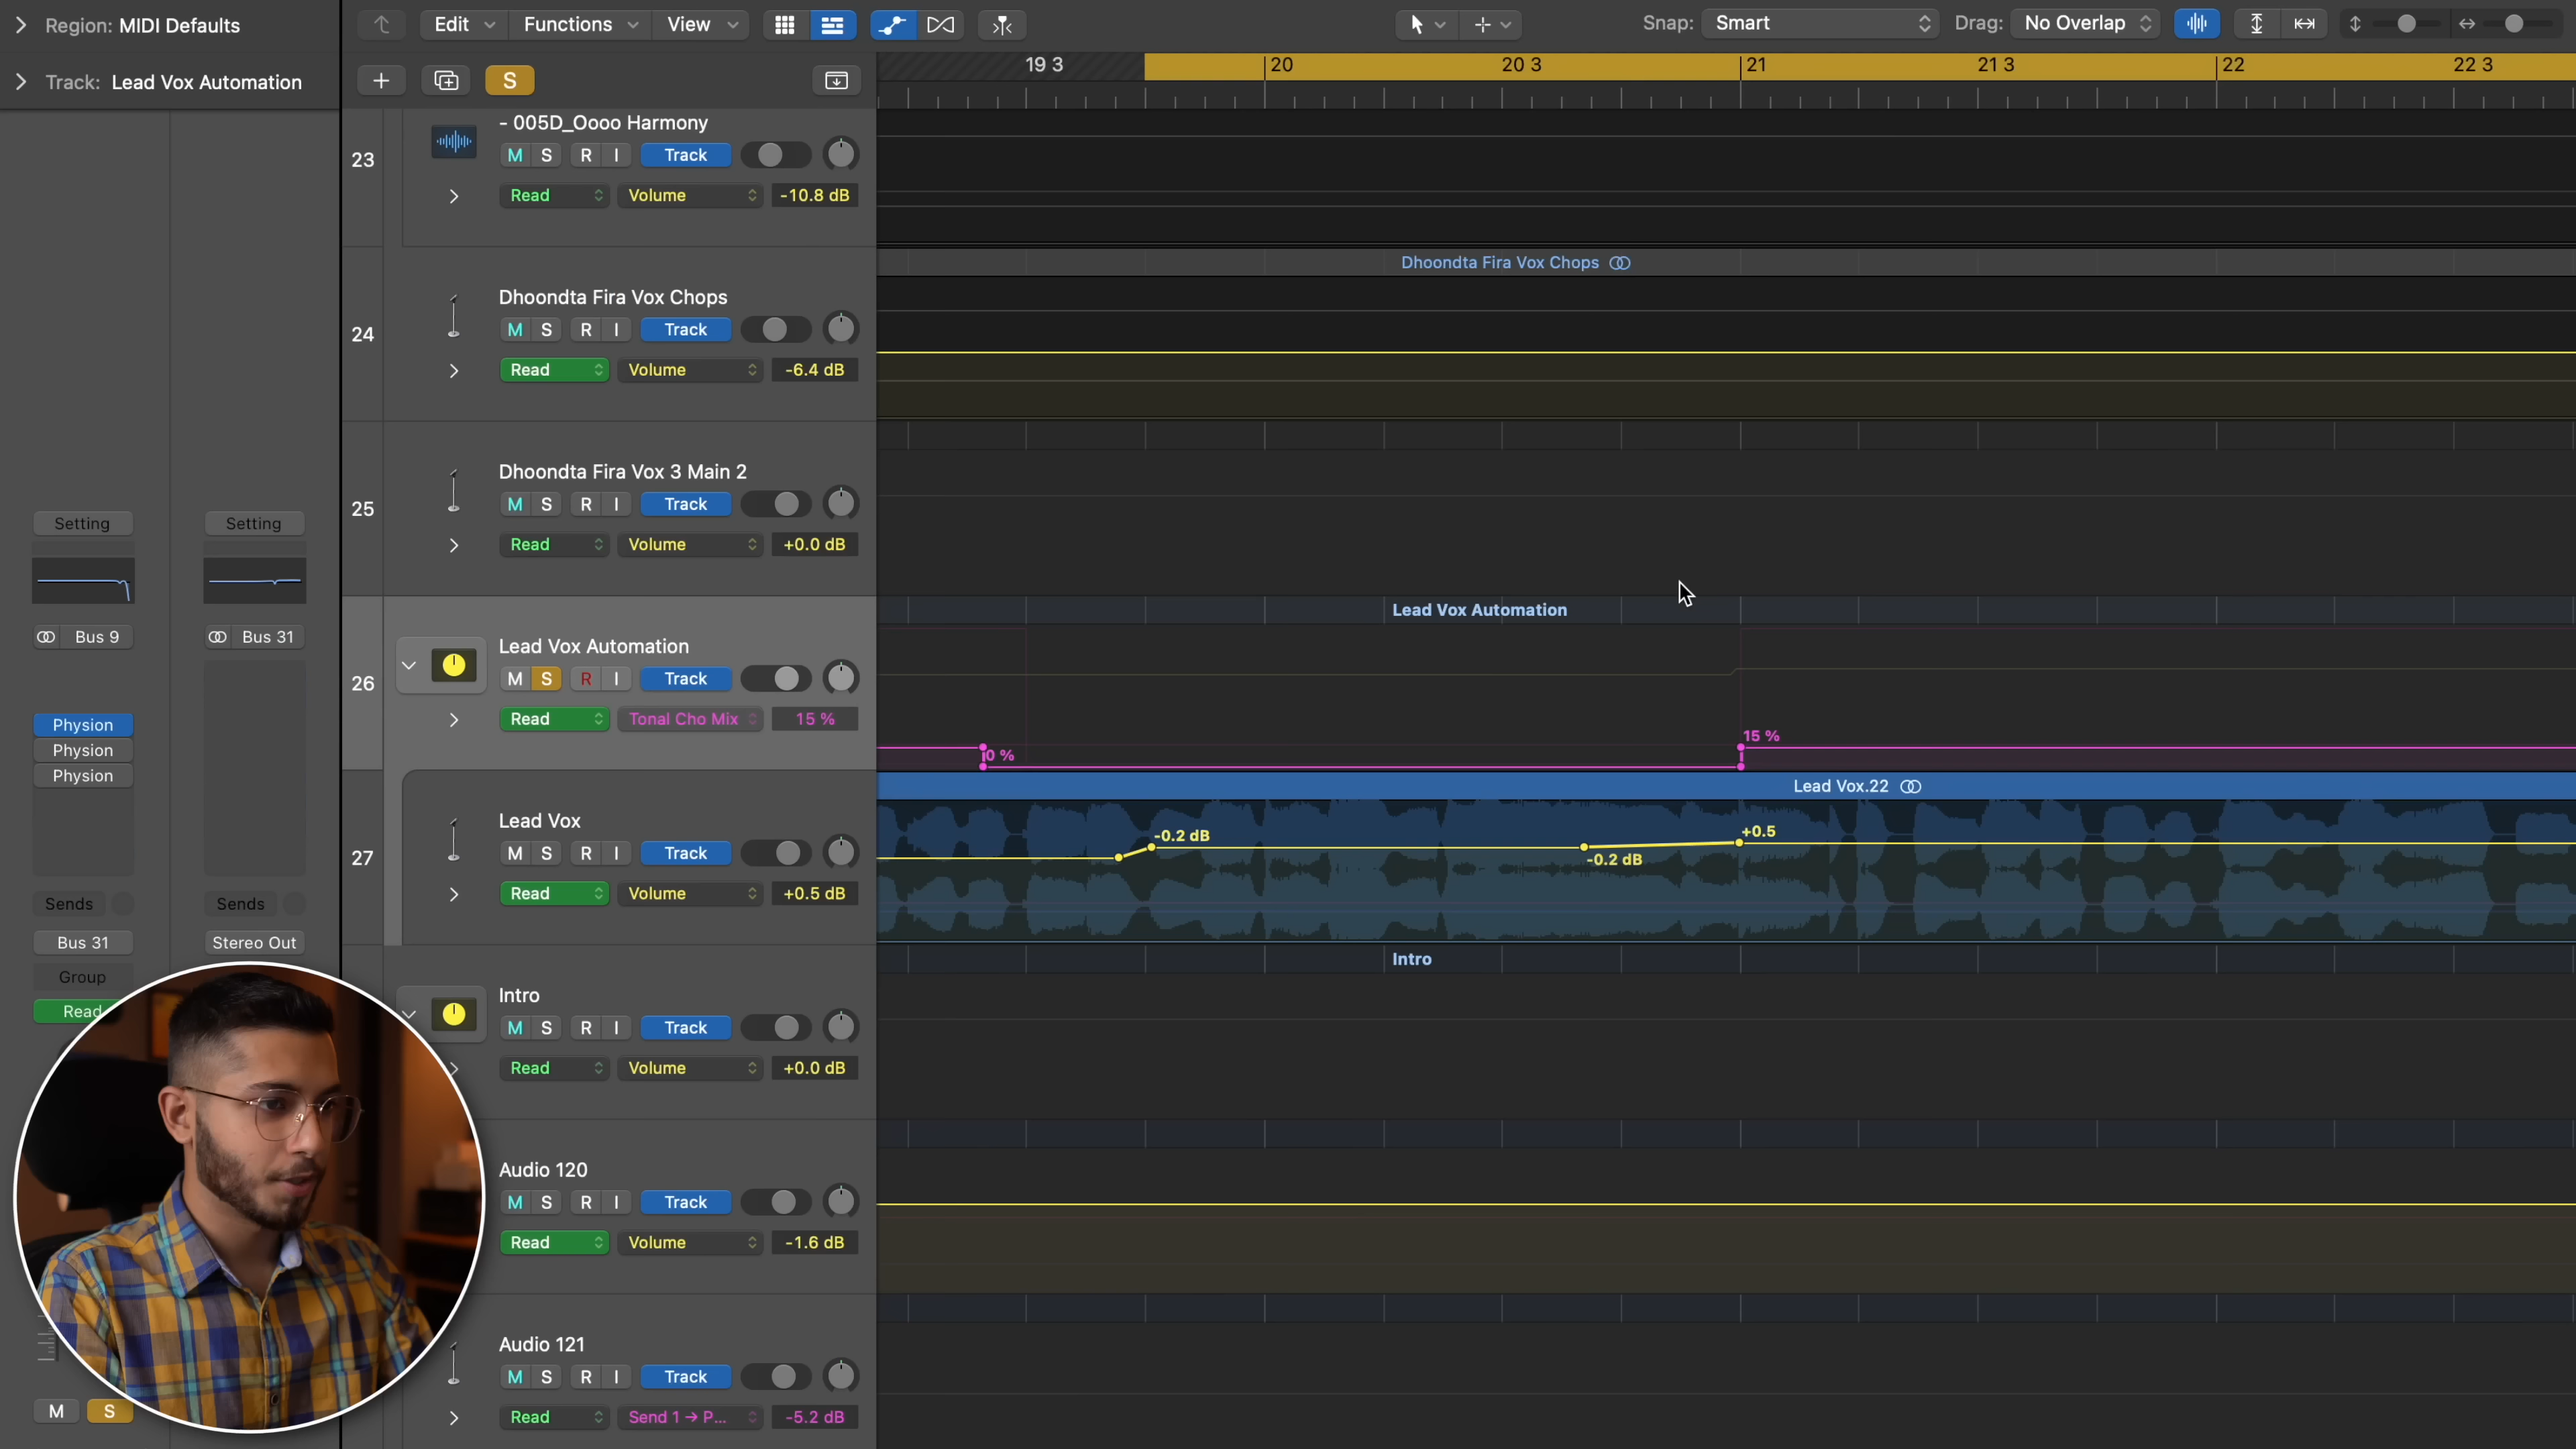 Region: MIDI Defaults
Edit
Functions
View
Snap: Smart
Drag: No Overlap
Track: Lead Vox Automation
S
19 3
20
20 3
21
21 3
22
22 3
23
- 005D_Oooo Harmony
M S R I Track
Read Volume -10.8 dB
Dhoondta Fira Vox Chops
24
Dhoondta Fira Vox Chops
M S R I Track
Read Volume -6.4 dB
25
Dhoondta Fira Vox 3 Main 2
M S R I Track
Read Volume +0.0 dB
Setting
Setting
Bus 9
Bus 31
Physion
Physion
Physion
Sends
Sends
Bus 31
Stereo Out
Group
Read
M S
Lead Vox Automation
26
Lead Vox Automation
M S R I Track
Read Tonal Cho Mix 15 %
0 %
15 %
Lead Vox.22
27
Lead Vox
M S R I Track
Read Volume +0.5 dB
-0.2 dB
-0.2 dB
+0.5
Intro
Intro
M S R I Track
Read Volume +0.0 dB
Audio 120
M S R I Track
Read Volume -1.6 dB
Audio 121
M S R I Track
Read Send 1 → P... -5.2 dB